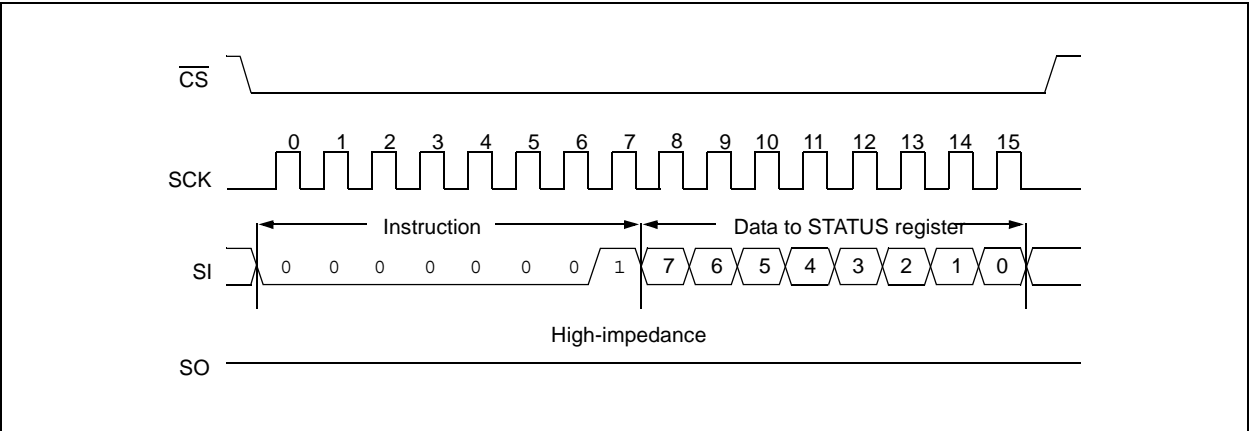 CS
0 1 2 3 4 5 6 7 8 9 10 11 12 13 14 15
SCK
Instruction Data to STATUS register
SI 0 0 0 0 0 0 0 1 7 6 5 4 3 2 1 0
High-impedance
SO